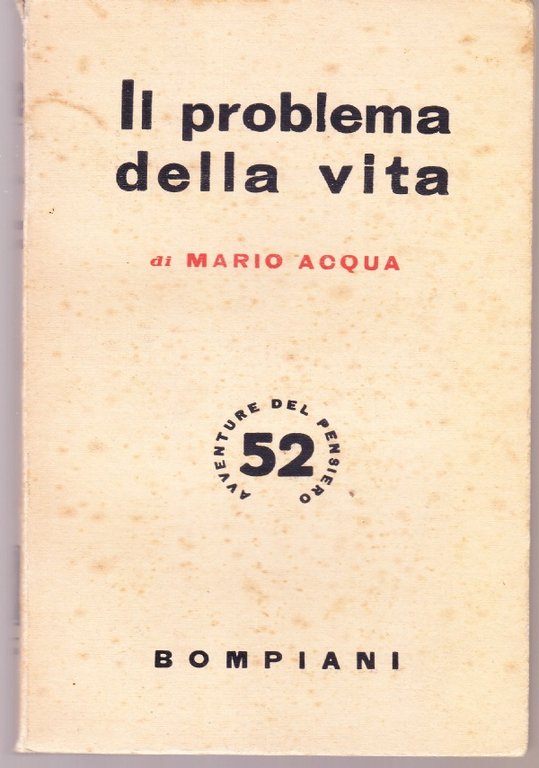 Il problema
della vita
di MARIO ACQUA
AVVENTURE DEL PENSIERO
52
BOMPIANI